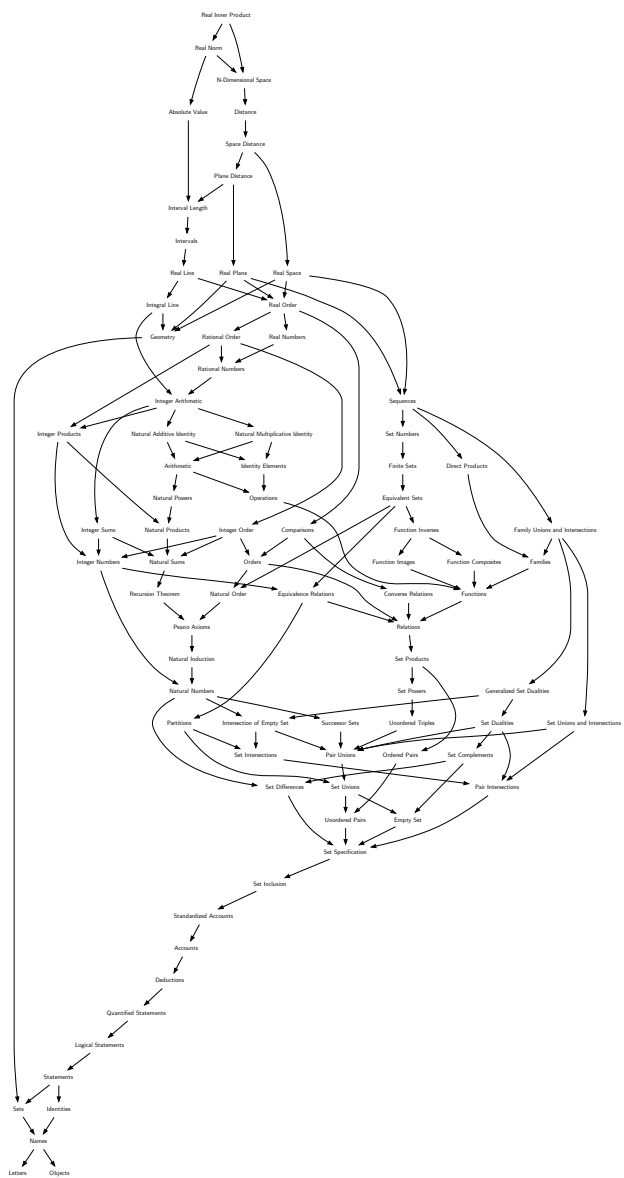 Real Inner Product
Real Norm
N-Dimensional Space
Absolute Value
Distance
Space Distance
Plane Distance
Interval Length
Intervals
Real Line
Real Plane
Real Space
Integral Line
Real Order
Geometry
Rational Order
Real Numbers
Rational Numbers
Integer Arithmetic
Sequences
Integer Products
Natural Additive Identity
Natural Multiplicative Identity
Set Numbers
Arithmetic
Identity Elements
Finite Sets
Direct Products
Natural Powers
Operations
Equivalent Sets
Integer Sums
Natural Products
Integer Order
Comparisons
Function Inverses
Family Unions and Intersections
Integer Numbers
Natural Sums
Orders
Function Images
Function Composites
Families
Recursion Theorem
Natural Order
Equivalence Relations
Converse Relations
Functions
Peano Axioms
Relations
Natural Induction
Set Products
Natural Numbers
Set Powers
Generalized Set Dualities
Partitions
Intersection of Empty Set
Successor Sets
Unordered Triples
Set Dualities
Set Unions and Intersections
Set Intersections
Pair Unions
Ordered Pairs
Set Complements
Set Differences
Set Unions
Pair Intersections
Unordered Pairs
Empty Set
Set Specification
Set Inclusion
Standardized Accounts
Accounts
Deductions
Quantified Statements
Logical Statements
Statements
Sets
Identities
Names
Letters
Objects